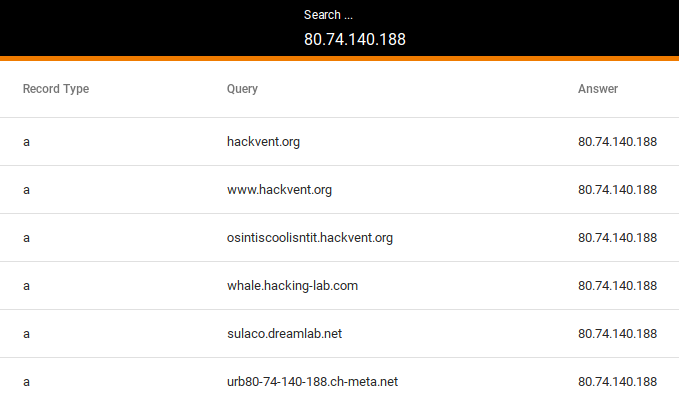 Search ...
80.74.140.188
Record Type Query Answer
a hackvent.org 80.74.140.188
a www.hackvent.org 80.74.140.188
a osintiscoolisntit.hackvent.org 80.74.140.188
a whale.hacking-lab.com 80.74.140.188
a sulaco.dreamlab.net 80.74.140.188
a urb80-74-140-188.ch-meta.net 80.74.140.188